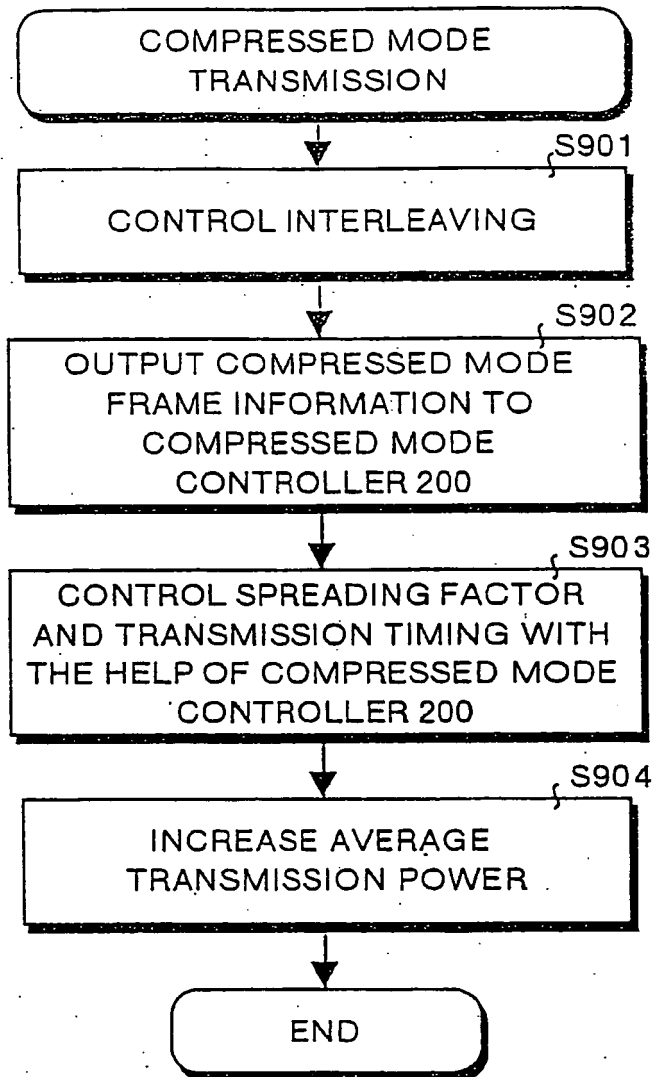 COMPRESSED MODE
TRANSMISSION
S901
CONTROL INTERLEAVING
S902
OUTPUT COMPRESSED MODE
FRAME INFORMATION TO
COMPRESSED MODE
CONTROLLER 200
S903
CONTROL SPREADING FACTOR
AND TRANSMISSION TIMING WITH
THE HELP OF COMPRESSED MODE
CONTROLLER 200
S904
INCREASE AVERAGE
TRANSMISSION POWER
END